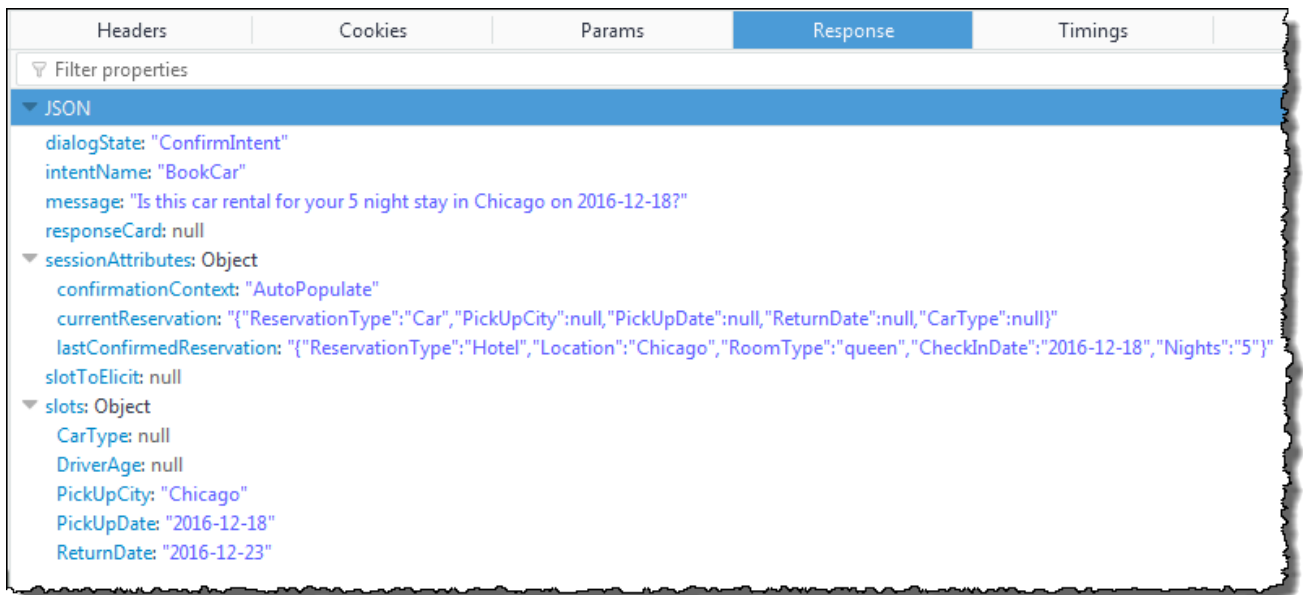 Headers Cookies Params Response Timings
Filter properties
JSON
dialogState: "ConfirmIntent"
intentName: "BookCar"
message: "Is this car rental for your 5 night stay in Chicago on 2016-12-18?"
responseCard: null
sessionAttributes: Object
confirmationContext: "AutoPopulate"
currentReservation: "{"ReservationType":"Car","PickUpCity":null,"PickUpDate":null,"ReturnDate":null,"CarType":null}"
lastConfirmedReservation: "{"ReservationType":"Hotel","Location":"Chicago","RoomType":"queen","CheckInDate":"2016-12-18","Nights":"5"}"
slotToElicit: null
slots: Object
CarType: null
DriverAge: null
PickUpCity: "Chicago"
PickUpDate: "2016-12-18"
ReturnDate: "2016-12-23"